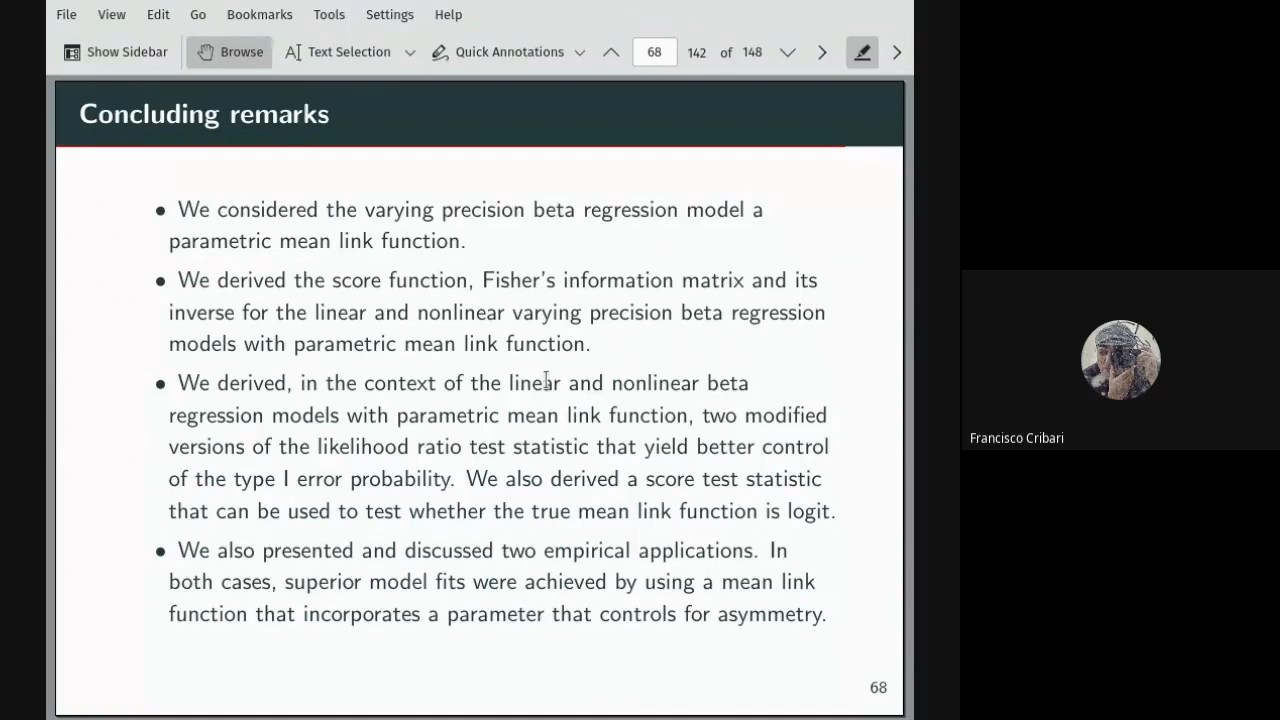 File View Edit Go Bookmarks Tools Settings Help
Show Sidebar Browse Text Selection Quick Annotations 68 142 of 148
Concluding remarks
• We considered the varying precision beta regression model a
parametric mean link function.
• We derived the score function, Fisher's information matrix and its
inverse for the linear and nonlinear varying precision beta regression
models with parametric mean link function.
• We derived, in the context of the linear and nonlinear beta
regression models with parametric mean link function, two modified
versions of the likelihood ratio test statistic that yield better control
of the type I error probability. We also derived a score test statistic
that can be used to test whether the true mean link function is logit.
• We also presented and discussed two empirical applications. In
both cases, superior model fits were achieved by using a mean link
function that incorporates a parameter that controls for asymmetry.
68
Francisco Cribari